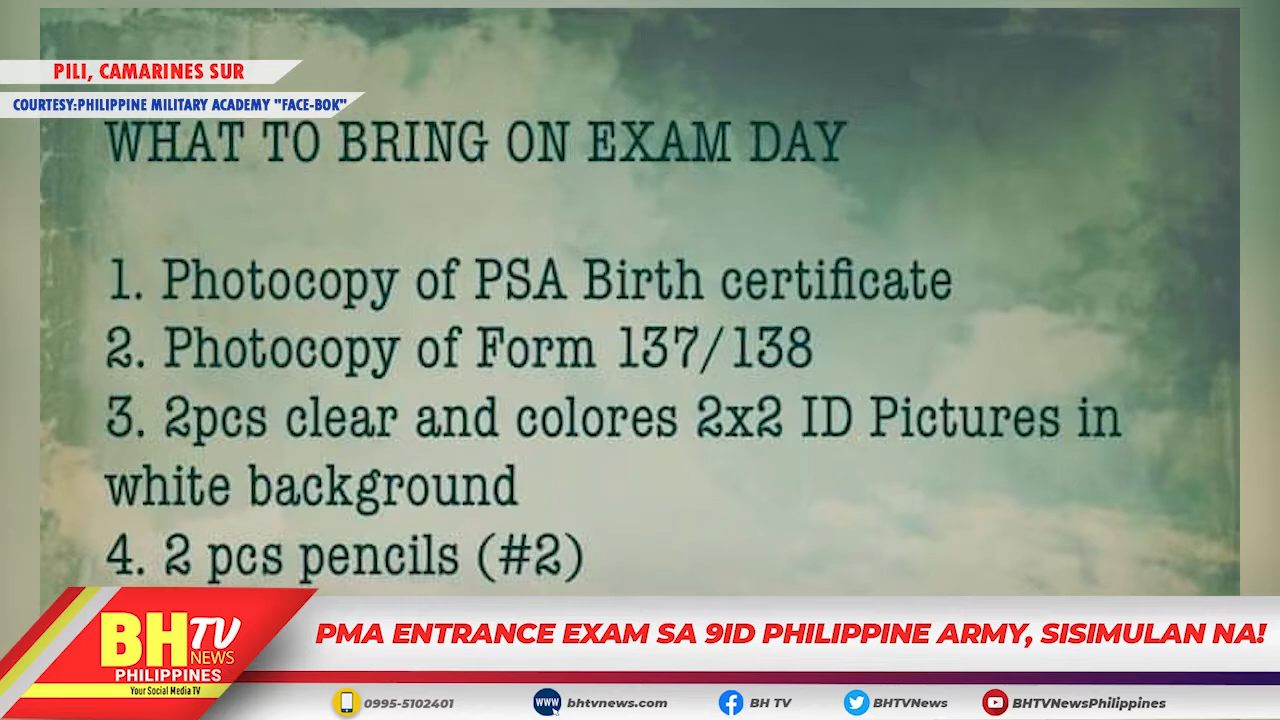 PILI, CAMARINES SUR
COURTESY:PHILIPPINE MILITARY ACADEMY "FACE-BOK"
WHAT TO BRING ON EXAM DAY
1. Photocopy of PSA Birth certificate
2. Photocopy of Form 137/138
3. 2pcs clear and colores 2x2 ID Pictures in
white background
4. 2 pcs pencils (#2)
BHTV
NEWS
PHILIPPINES
Your Social Media TV
PMA ENTRANCE EXAM SA 9ID PHILIPPINE ARMY, SISIMULAN NA!
0995-5102401
www bhtvnews.com
BH TV
BHTVNews
BHTVNewsPhilippines